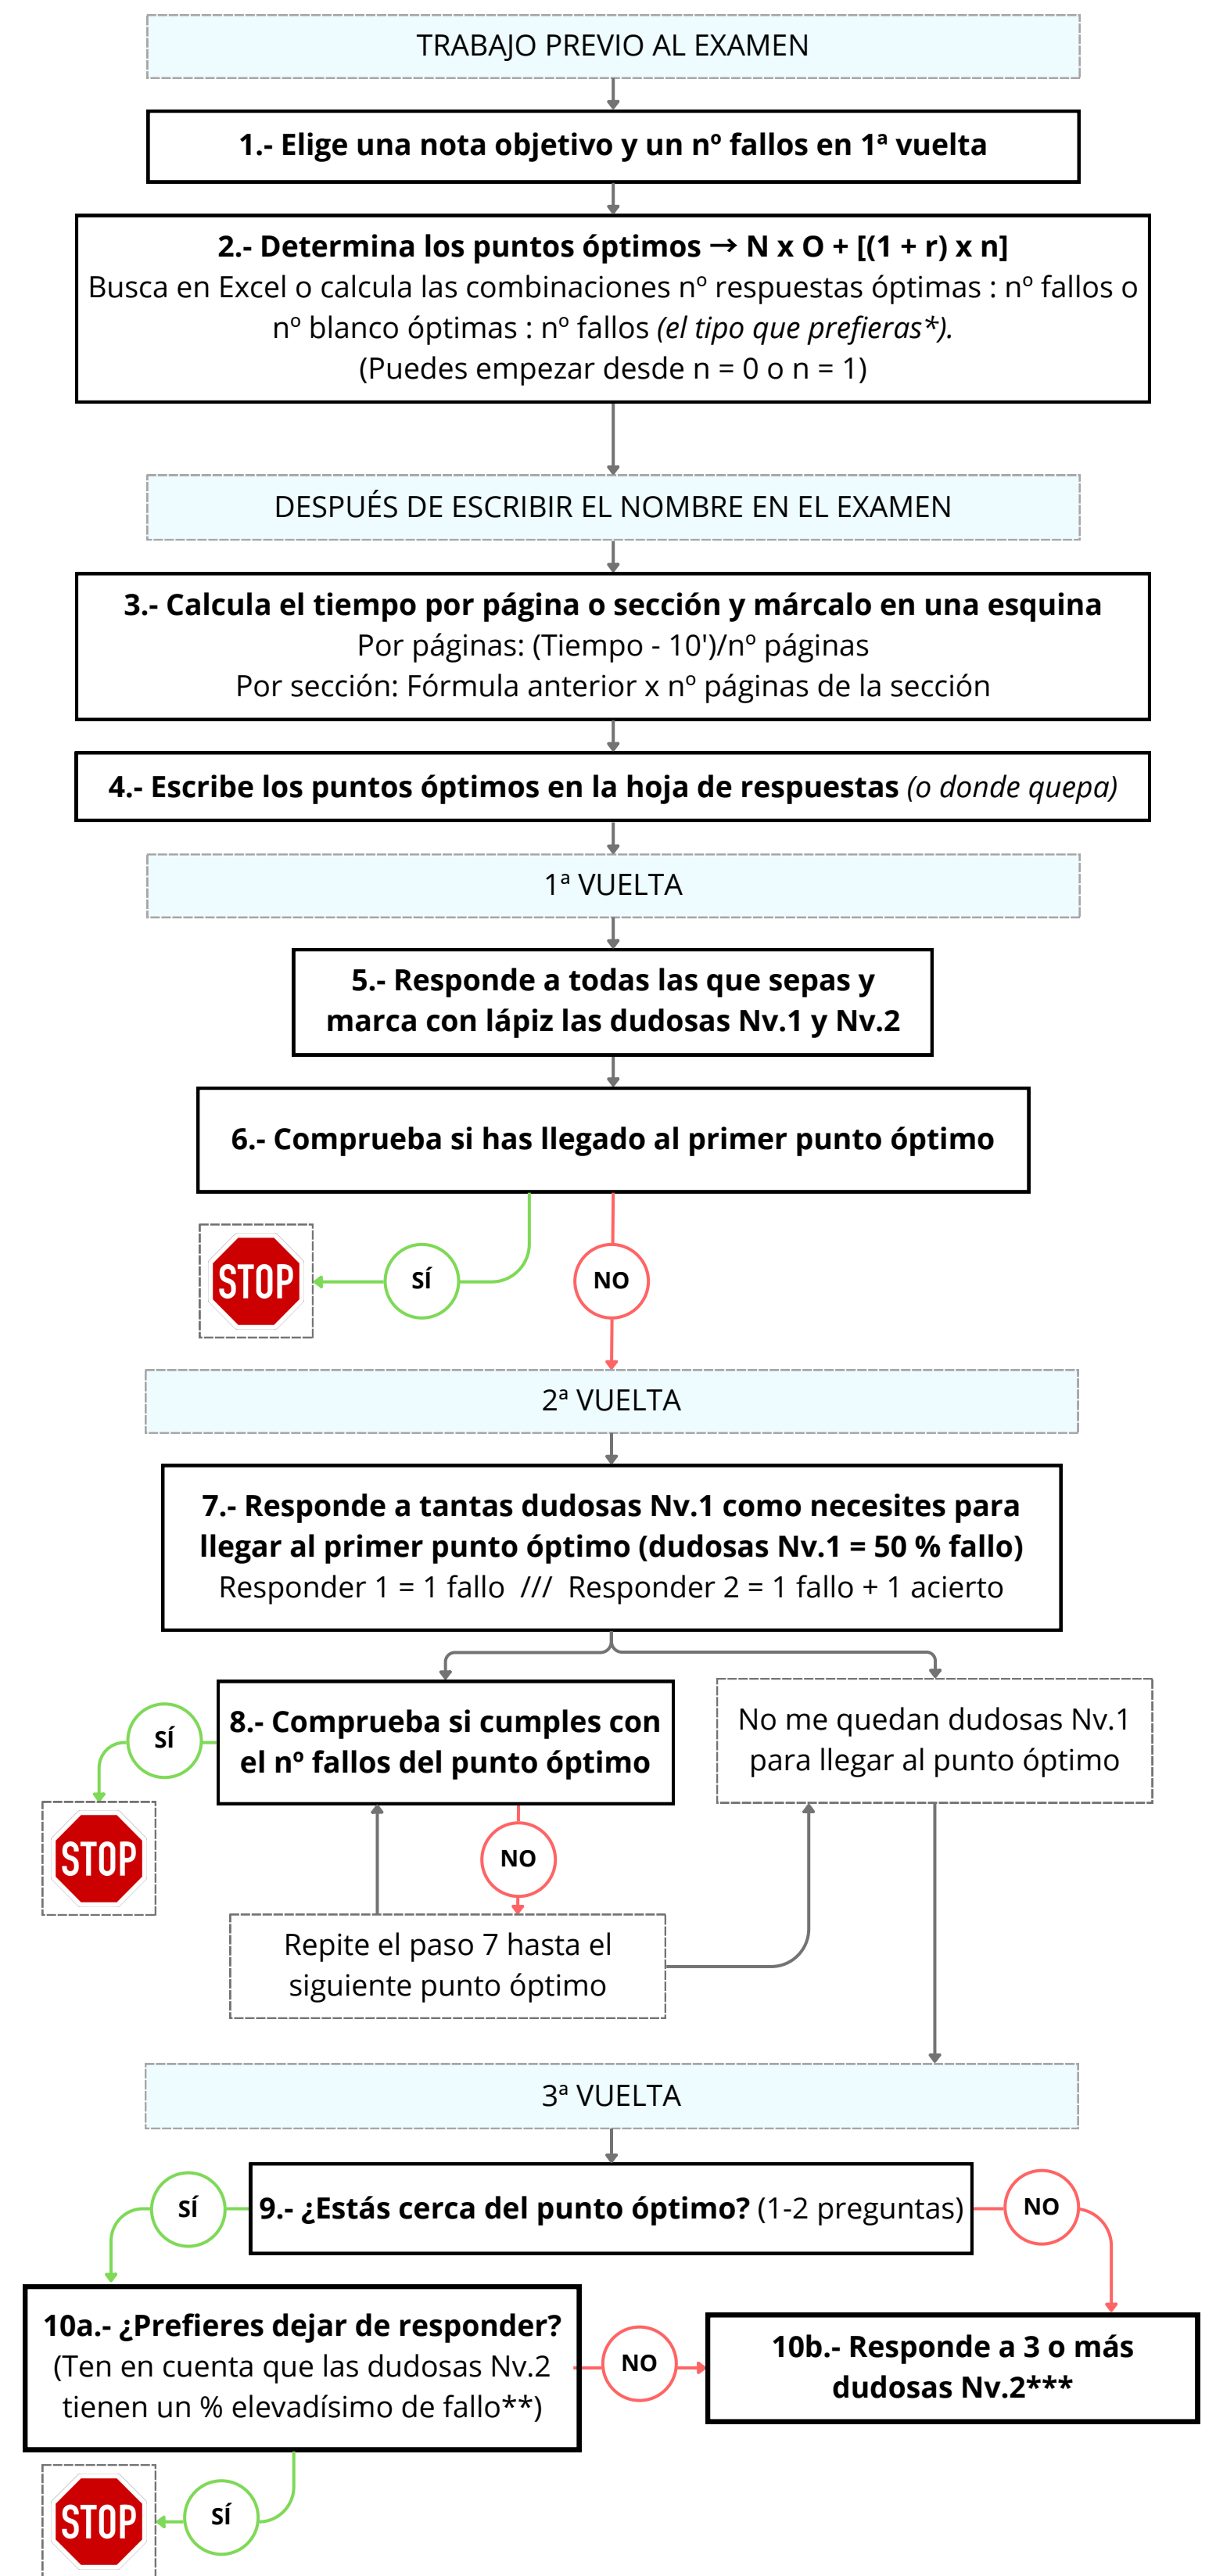 TRABAJO PREVIO AL EXAMEN
1.- Elige una nota objetivo y un nº fallos en 1ª vuelta
2.- Determina los puntos óptimos → N x O + [(1 + r) x n]
Busca en Excel o calcula las combinaciones nº respuestas óptimas : nº fallos o
nº blanco óptimas : nº fallos (el tipo que prefieras*).
(Puedes empezar desde n = 0 o n = 1)
DESPUÉS DE ESCRIBIR EL NOMBRE EN EL EXAMEN
3.- Calcula el tiempo por página o sección y márcalo en una esquina
Por páginas: (Tiempo - 10')/nº páginas
Por sección: Fórmula anterior x nº páginas de la sección
4.- Escribe los puntos óptimos en la hoja de respuestas (o donde quepa)
1ª VUELTA
5.- Responde a todas las que sepas y
marca con lápiz las dudosas Nv.1 y Nv.2
6.- Comprueba si has llegado al primer punto óptimo
STOP
SÍ
NO
2ª VUELTA
7.- Responde a tantas dudosas Nv.1 como necesites para
llegar al primer punto óptimo (dudosas Nv.1 = 50 % fallo)
Responder 1 = 1 fallo /// Responder 2 = 1 fallo + 1 acierto
SÍ
8.- Comprueba si cumples con
el nº fallos del punto óptimo
No me quedan dudosas Nv.1
para llegar al punto óptimo
STOP
NO
Repite el paso 7 hasta el
siguiente punto óptimo
3ª VUELTA
SÍ
9.- ¿Estás cerca del punto óptimo? (1-2 preguntas)
NO
10a.- ¿Prefieres dejar de responder?
(Ten en cuenta que las dudosas Nv.2
tienen un % elevadísimo de fallo**)
NO
10b.- Responde a 3 o más
dudosas Nv.2***
STOP
SÍ